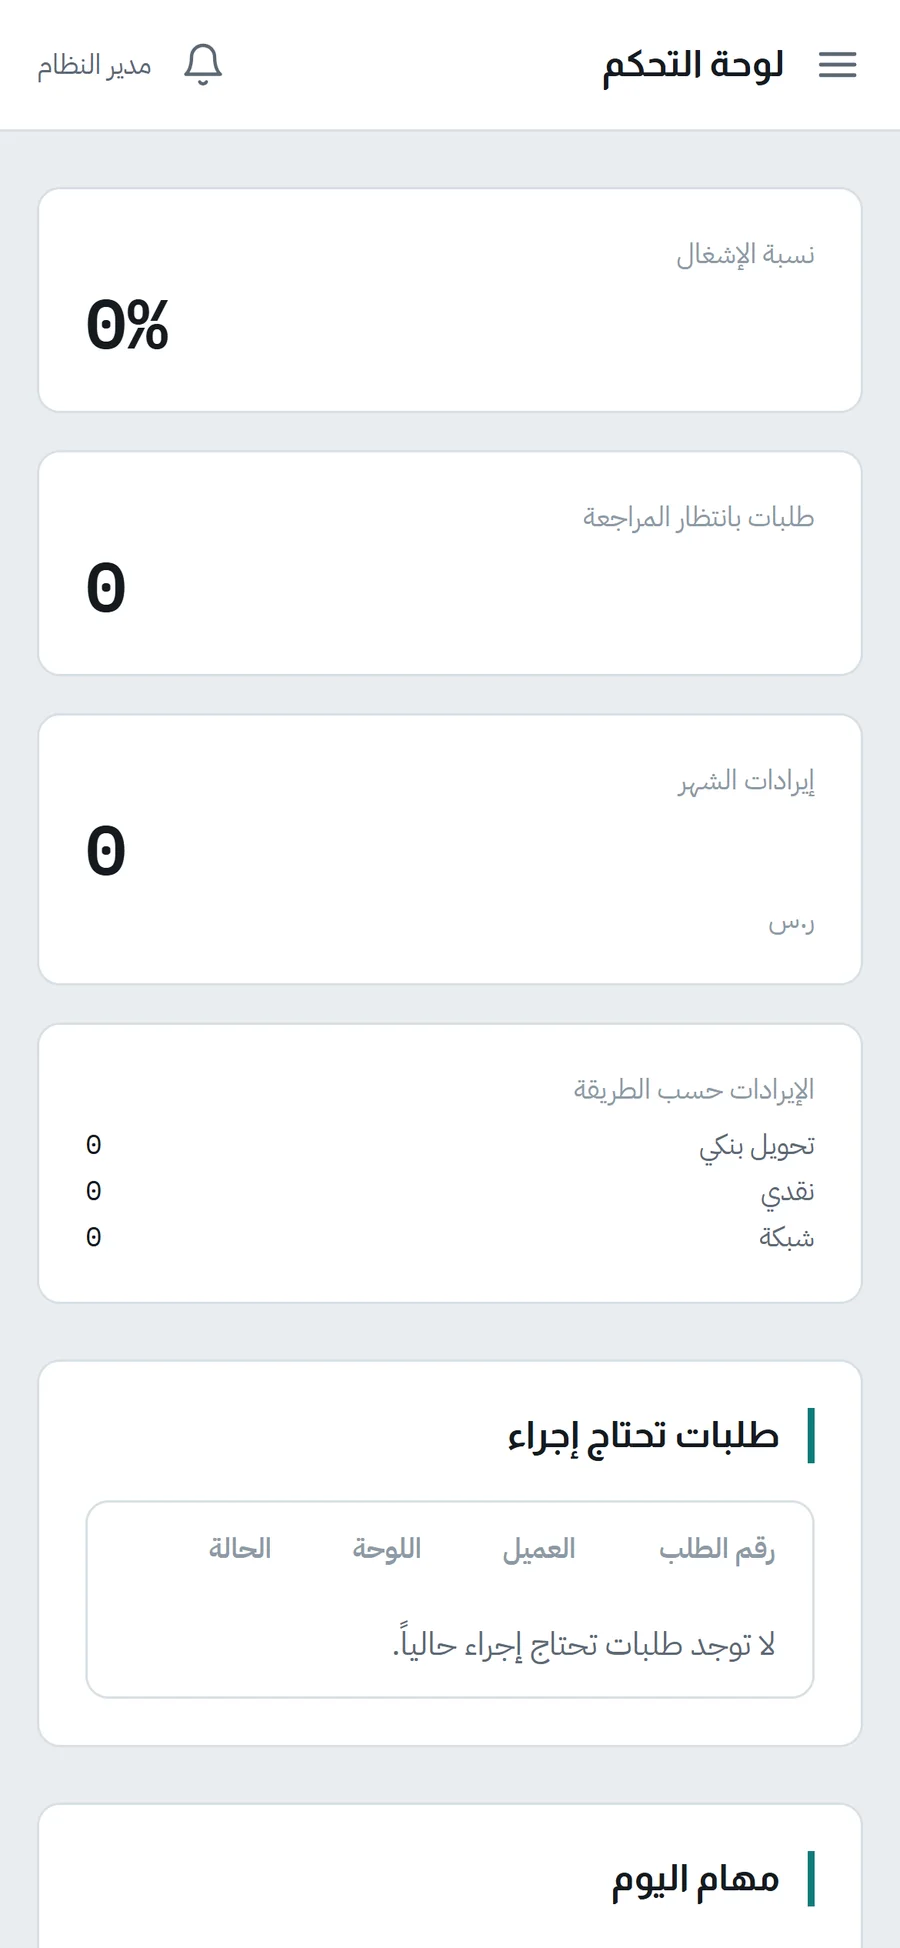 لوحة التحكم
مدير النظام
نسبة الإشغال
0%
طلبات بانتظار المراجعة
0
إيرادات الشهر
0
ر.س
الإيرادات حسب الطريقة
تحويل بنكي 0
نقدي 0
شبكة 0
طلبات تحتاج إجراء
رقم الطلب العميل اللوحة الحالة
لا توجد طلبات تحتاج إجراء حالياً.
مهام اليوم